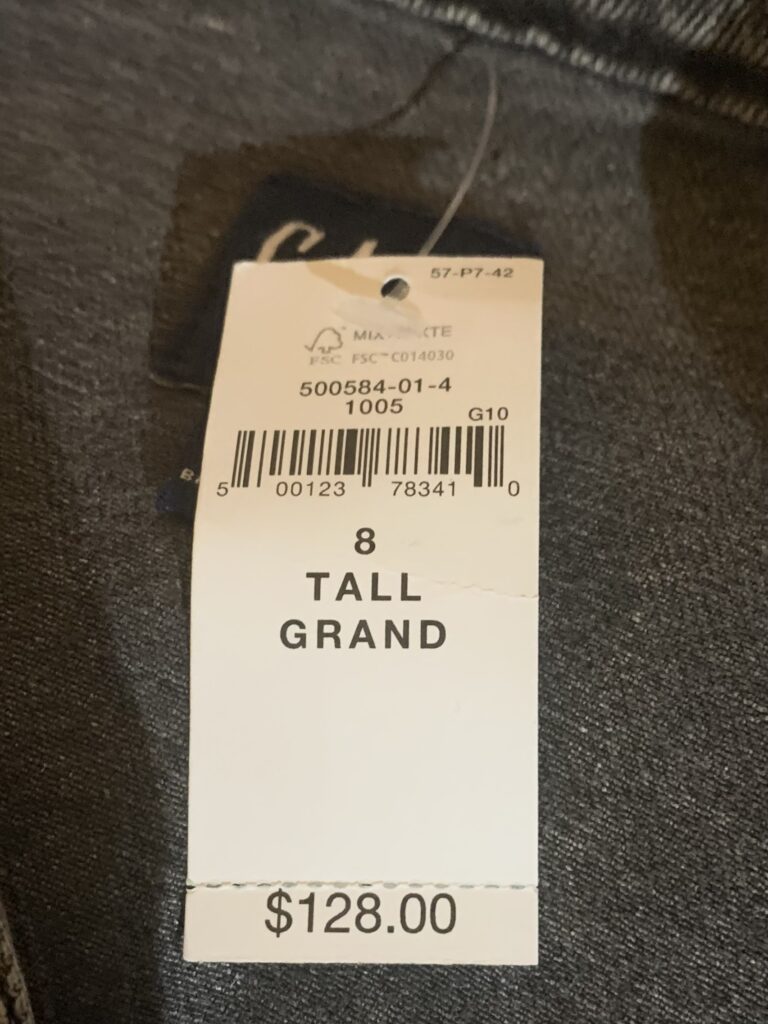 57-P7-42
FSC FSC™ C014030
500584-01-4
1005
G10
5 00123 78341 0
8
TALL
GRAND
$128.00